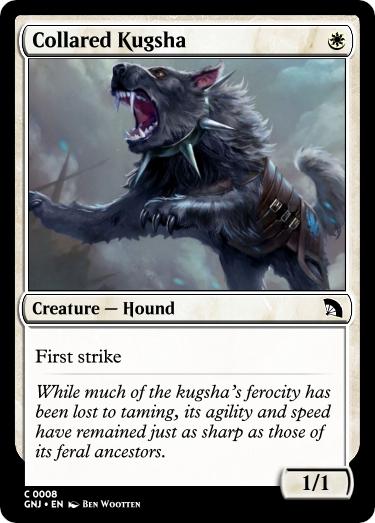 Collared Kugsha
Creature — Hound
First strike
While much of the kugsha's ferocity has
been lost to taming, its agility and speed
have remained just as sharp as those of
its feral ancestors.
1/1
C 0008
GNJ • EN Ben Wootten